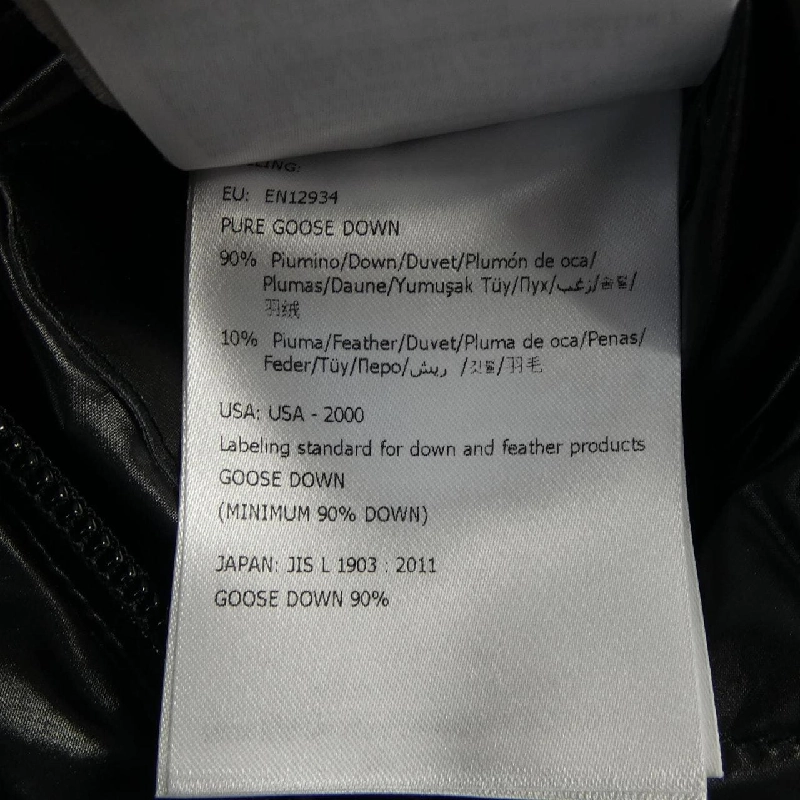 EU: EN12934
PURE GOOSE DOWN
90% Piumino/Down/Duvet/Plumón de oca/
Plumas/Daune/Yumuşak Tüy/Пух/زغب/솜털/
羽绒
10% Piuma/Feather/Duvet/Pluma de oca/Penas/
Feder/Tüy/Перо/ريش /깃털/羽毛
USA: USA - 2000
Labeling standard for down and feather products
GOOSE DOWN
(MINIMUM 90% DOWN)
JAPAN: JIS L 1903 : 2011
GOOSE DOWN 90%